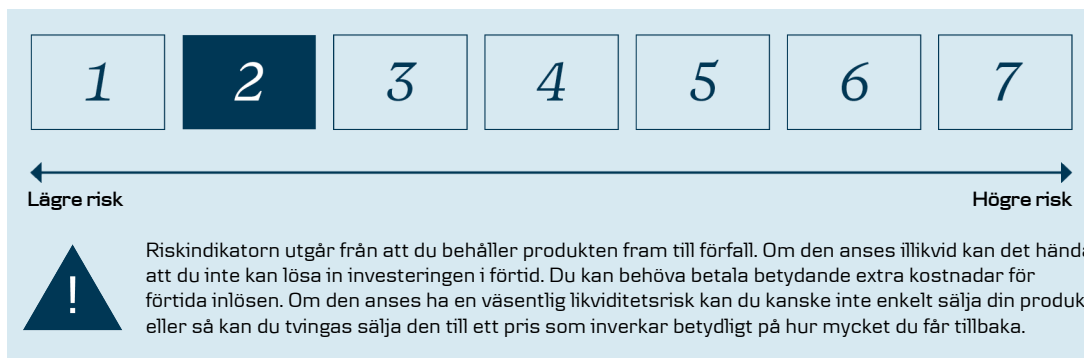 1 2 3 4 5 6 7
Lägre risk Högre risk
! Riskindikatorn utgår från att du behåller produkten fram till förfall. Om den anses illikvid kan det hända
att du inte kan lösa in investeringen i förtid. Du kan behöva betala betydande extra kostnadar för
förtida inlösen. Om den anses ha en väsentlig likviditetsrisk kan du kanske inte enkelt sälja din produk
eller så kan du tvingas sälja den till ett pris som inverkar betydligt på hur mycket du får tillbaka.